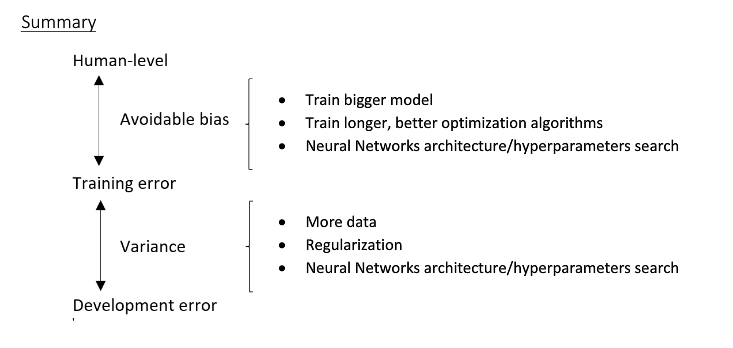 Summary
Human-level
Avoidable bias
• Train bigger model
• Train longer, better optimization algorithms
• Neural Networks architecture/hyperparameters search
Training error
Variance
• More data
• Regularization
• Neural Networks architecture/hyperparameters search
Development error